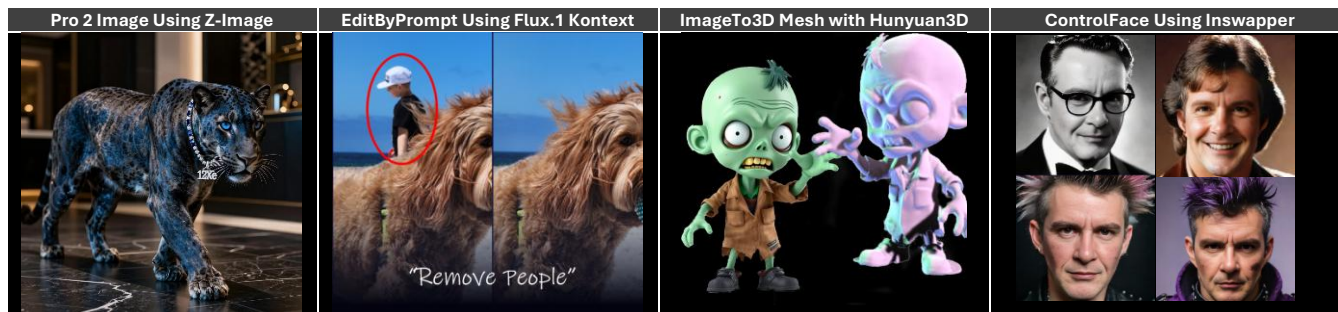 Pro 2 Image Using Z-Image
EditByPrompt Using Flux.1 Kontext
ImageTo3D Mesh with Hunyuan3D
ControlFace Using Inswapper
12Xe
"Remove People"